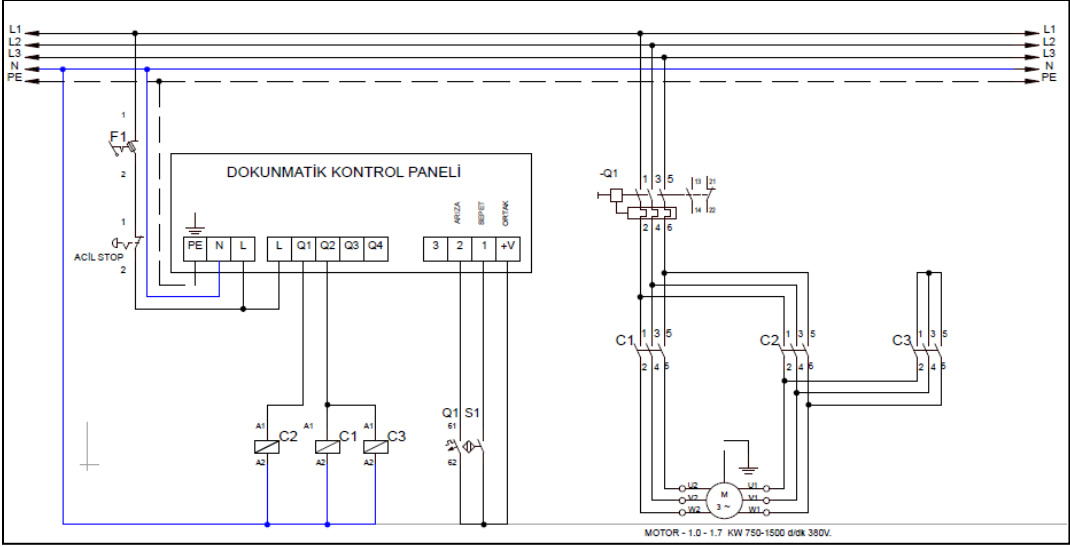 L1 L1
L2 L2
L3 L3
N N
PE PE
1
F1
2
DOKUNMATİK KONTROL PANELİ
-Q1
1 3 5 13 21
2 4 6 14 22
1
ACİL STOP
2
ARIZA SEPET ORTAK
PE N L L Q1 Q2 Q3 Q4 3 2 1 +V
C1 1 3 5 C2 1 3 5 C3 1 3 5
2 4 6 2 4 6 2 4 6
Q1 S1
61
62
A1 C2 A1 C1 A1 C3
A2 A2 A2
U2 M U1
V2 3 ~ V1
W2 W1
MOTOR - 1.0 - 1.7 KW 750-1500 d/dk 380V.